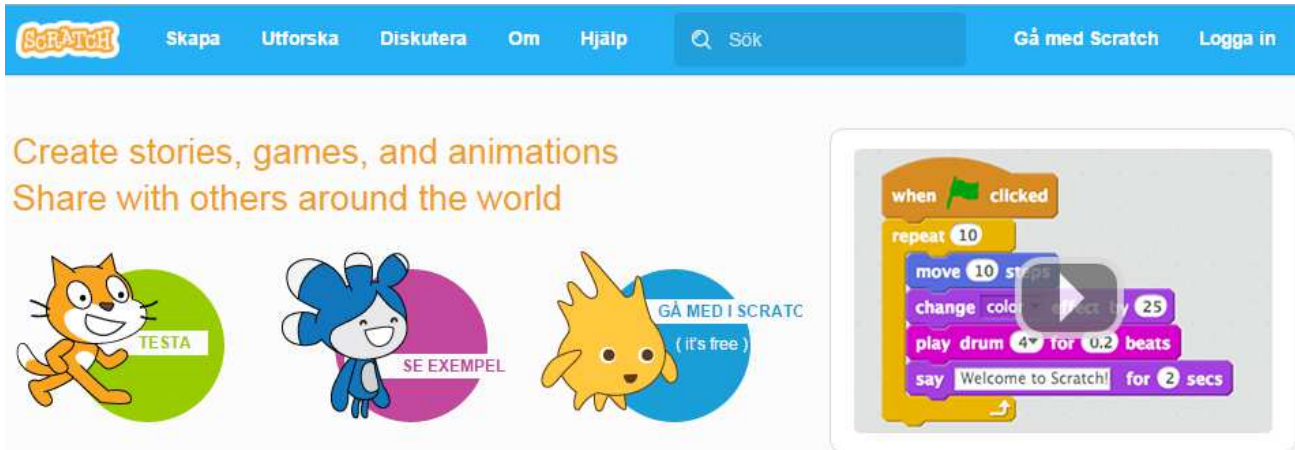 SCRATCH Skapa Utforska Diskutera Om Hjälp Sök Gå med Scratch Logga in
Create stories, games, and animations
Share with others around the world
TESTA
SE EXEMPEL
GÅ MED I SCRATC
( it's free )
when clicked
repeat 10
move 10 steps
change color effect by 25
play drum 4 for 0.2 beats
say Welcome to Scratch! for 2 secs